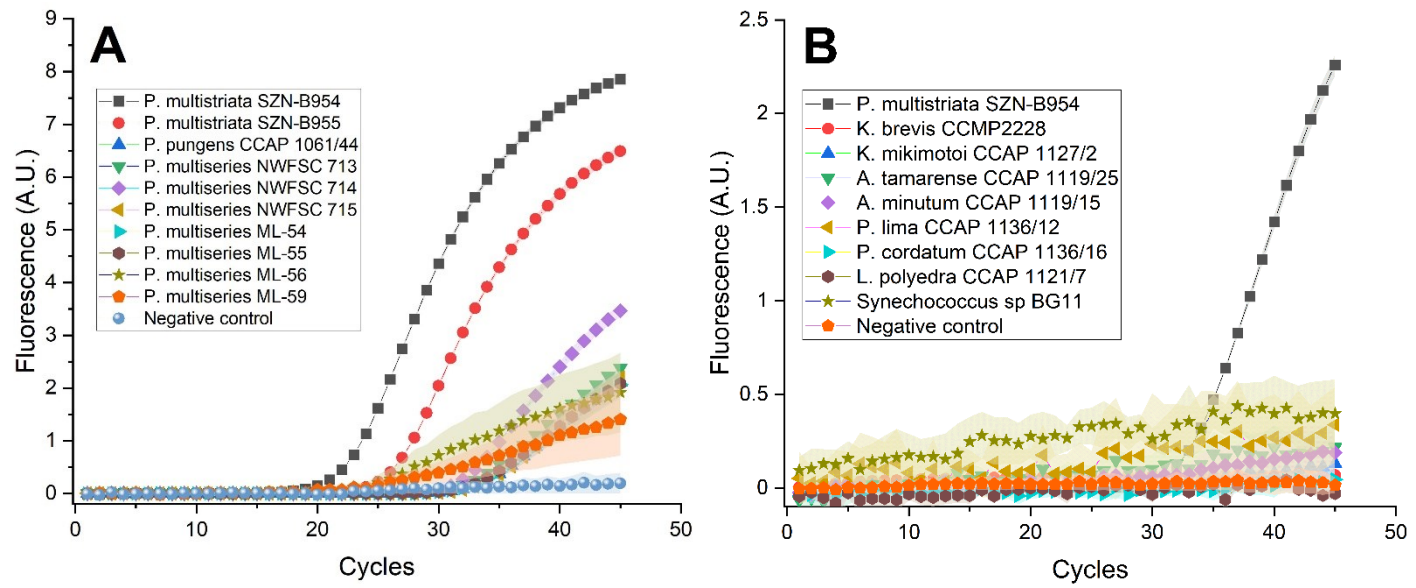 A
9
8
7
6
5
4
3
2
1
0
Fluorescence (A.U.)
P. multistriata SZN-B954
P. multistriata SZN-B955
P. pungens CCAP 1061/44
P. multiseries NWFSC 713
P. multiseries NWFSC 714
P. multiseries NWFSC 715
P. multiseries ML-54
P. multiseries ML-55
P. multiseries ML-56
P. multiseries ML-59
Negative control
0 10 20 30 40 50
Cycles
B
2.5
2
1.5
1
0.5
0
Fluorescence (A.U.)
P. multistriata SZN-B954
K. brevis CCMP2228
K. mikimotoi CCAP 1127/2
A. tamarense CCAP 1119/25
A. minutum CCAP 1119/15
P. lima CCAP 1136/12
P. cordatum CCAP 1136/16
L. polyedra CCAP 1121/7
Synechococcus sp BG11
Negative control
0 10 20 30 40 50
Cycles